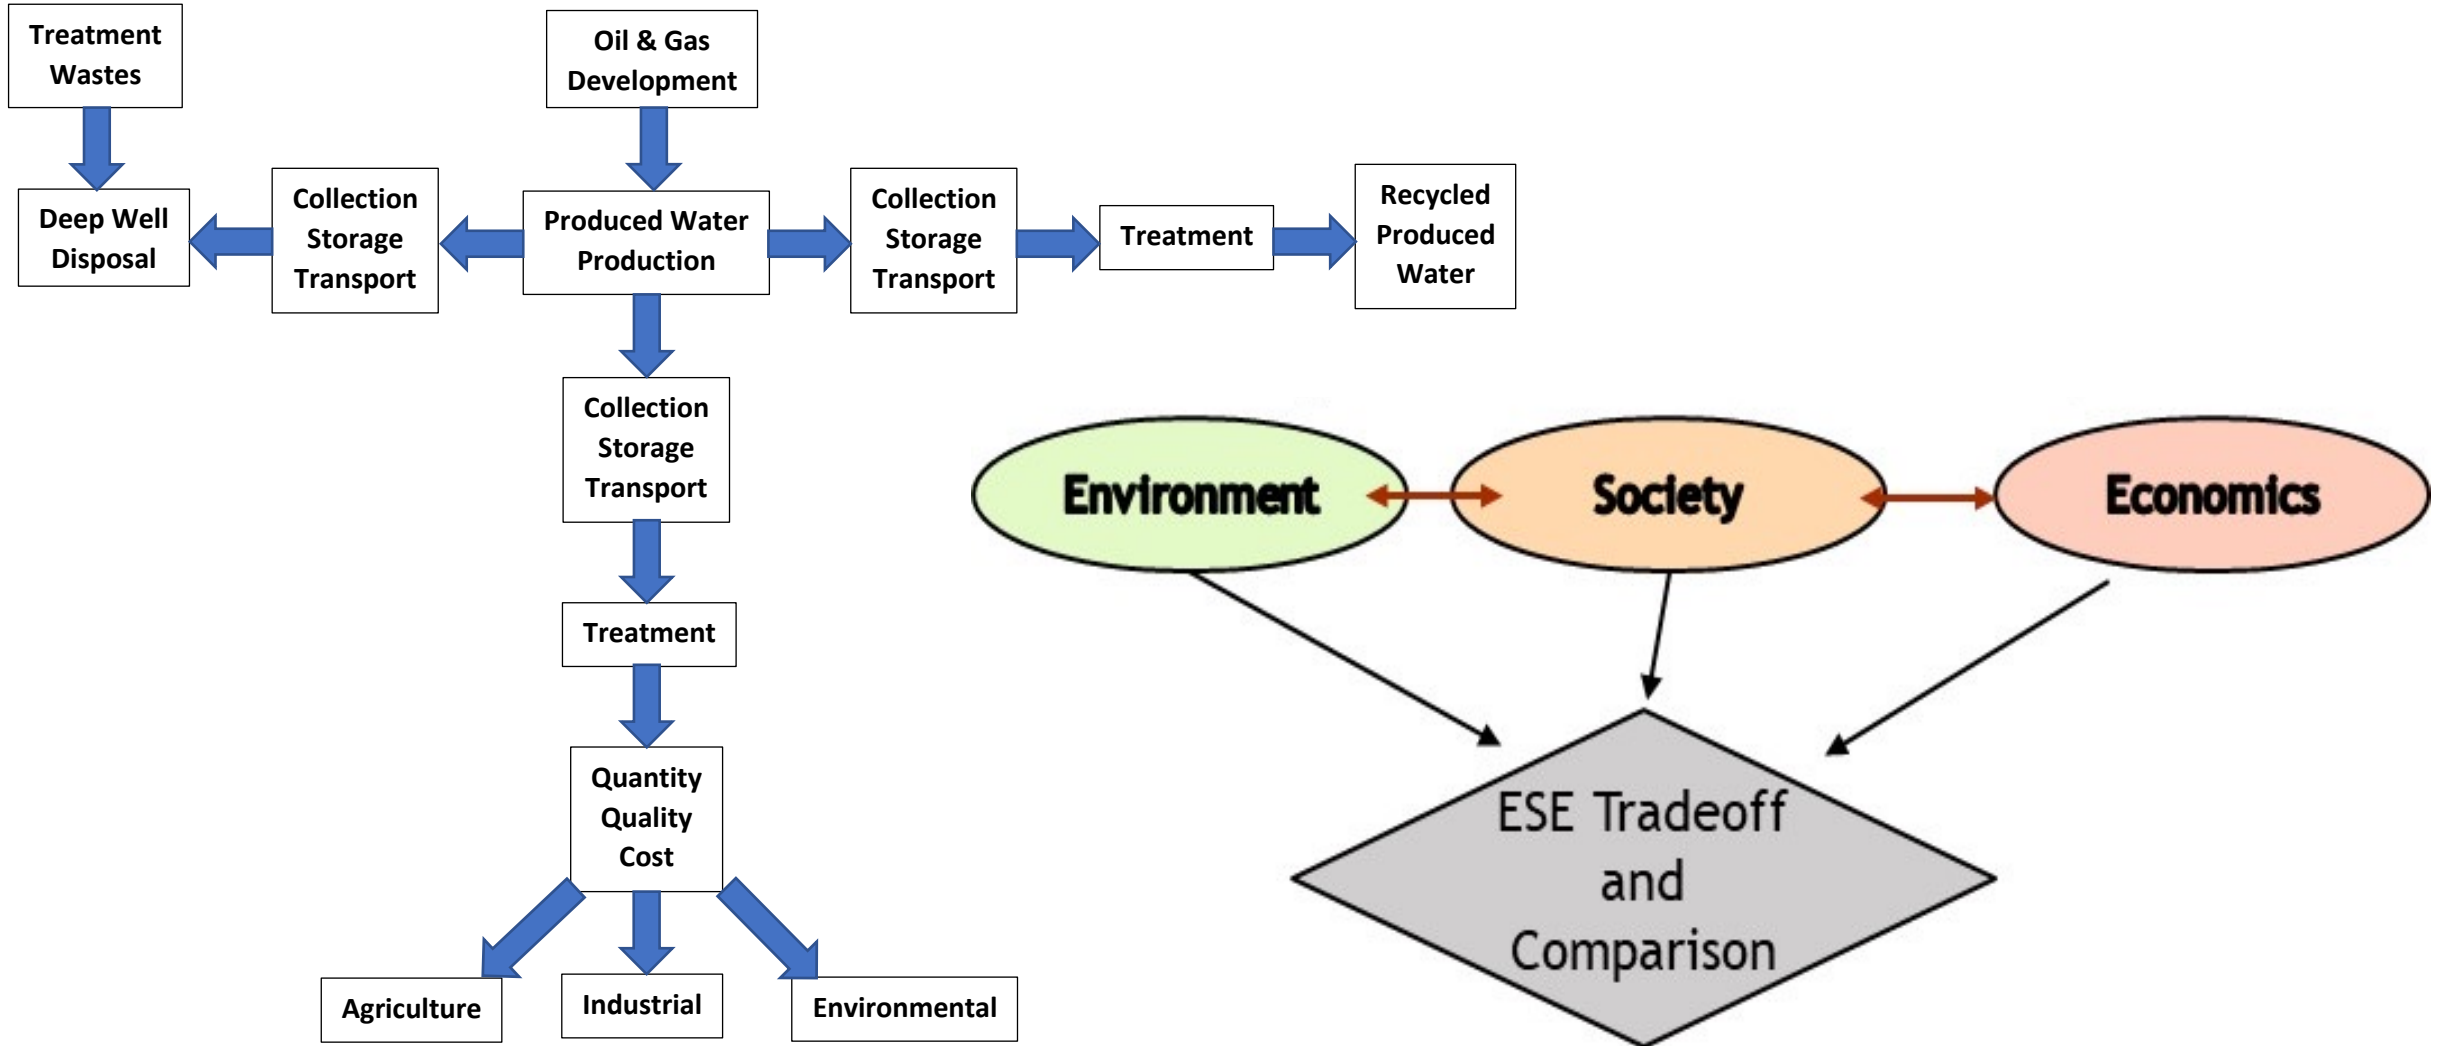 Treatment
Wastes
Oil & Gas
Development
Deep Well
Disposal
Collection
Storage
Transport
Produced Water
Production
Collection
Storage
Transport
Treatment
Recycled
Produced
Water
Collection
Storage
Transport
Treatment
Quantity
Quality
Cost
Agriculture
Industrial
Environmental
Environment
Society
Economics
ESE Tradeoff
and
Comparison